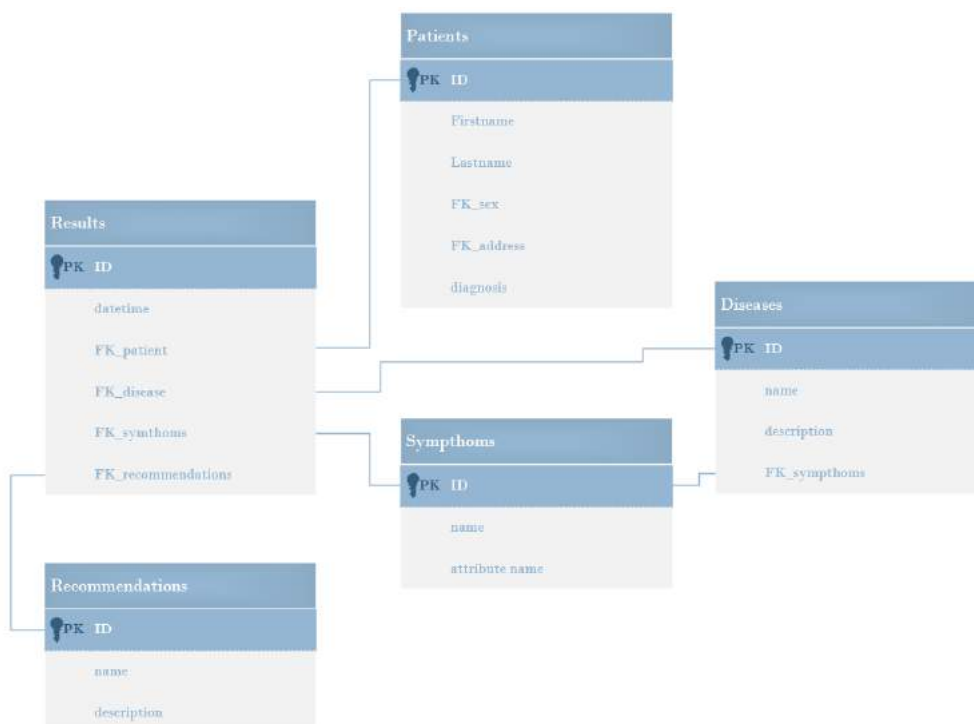 Patients
PK ID
Firstname
Lastname
FK_sex
FK_address
diagnosis
Results
PK ID
datetime
FK_patient
FK_disease
FK_symthoms
FK_recommendations
Diseases
PK ID
name
description
FK_sympthoms
Sympthoms
PK ID
name
attribute name
Recommendations
PK ID
name
description